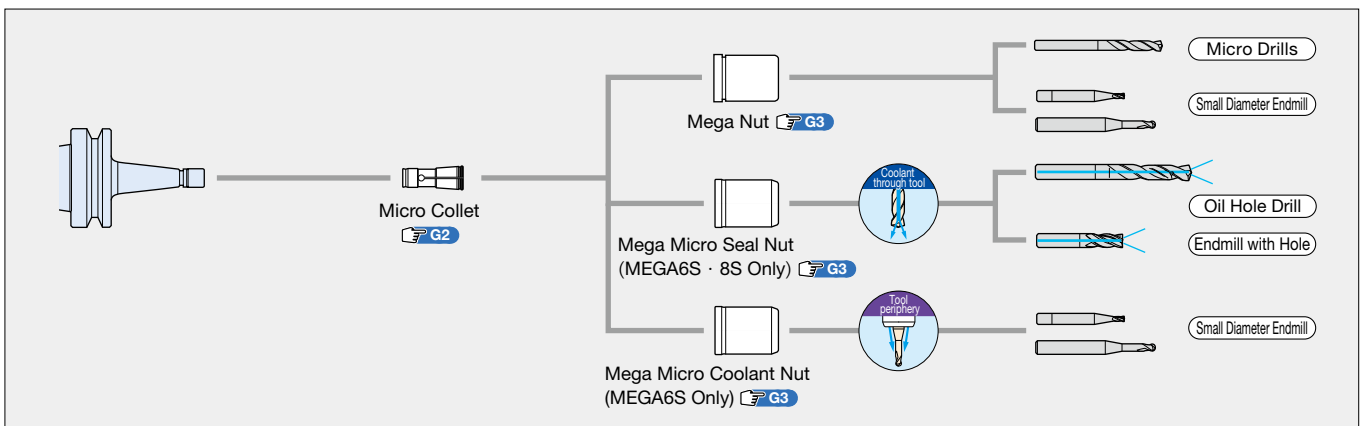 Micro Collet
G2
Mega Nut G3
Mega Micro Seal Nut
(MEGA6S · 8S Only) G3
Mega Micro Coolant Nut
(MEGA6S Only) G3
Coolant
through tool
Tool
periphery
Micro Drills
Small Diameter Endmill
Oil Hole Drill
Endmill with Hole
Small Diameter Endmill